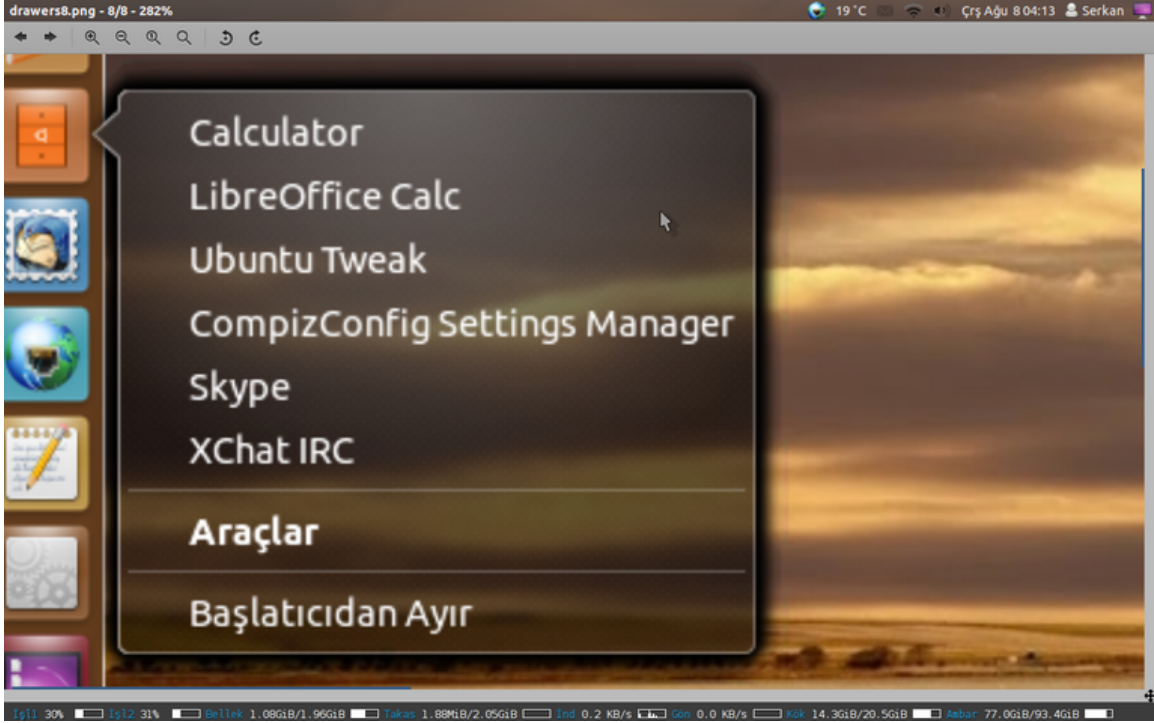 drawers8.png - 8/8 - 282%
19 °C Çrş Ağu 8 04:13 Serkan
Calculator
LibreOffice Calc
Ubuntu Tweak
CompizConfig Settings Manager
Skype
XChat IRC
Araçlar
Başlatıcıdan Ayır
İşl1 30% İşl2 31% Bellek 1.08GiB/1.96GiB Takas 1.88MiB/2.05GiB İnd 0.2 KB/s Gön 0.0 KB/s Kök 14.3GiB/20.5GiB Ambar 77.0GiB/93.4GiB